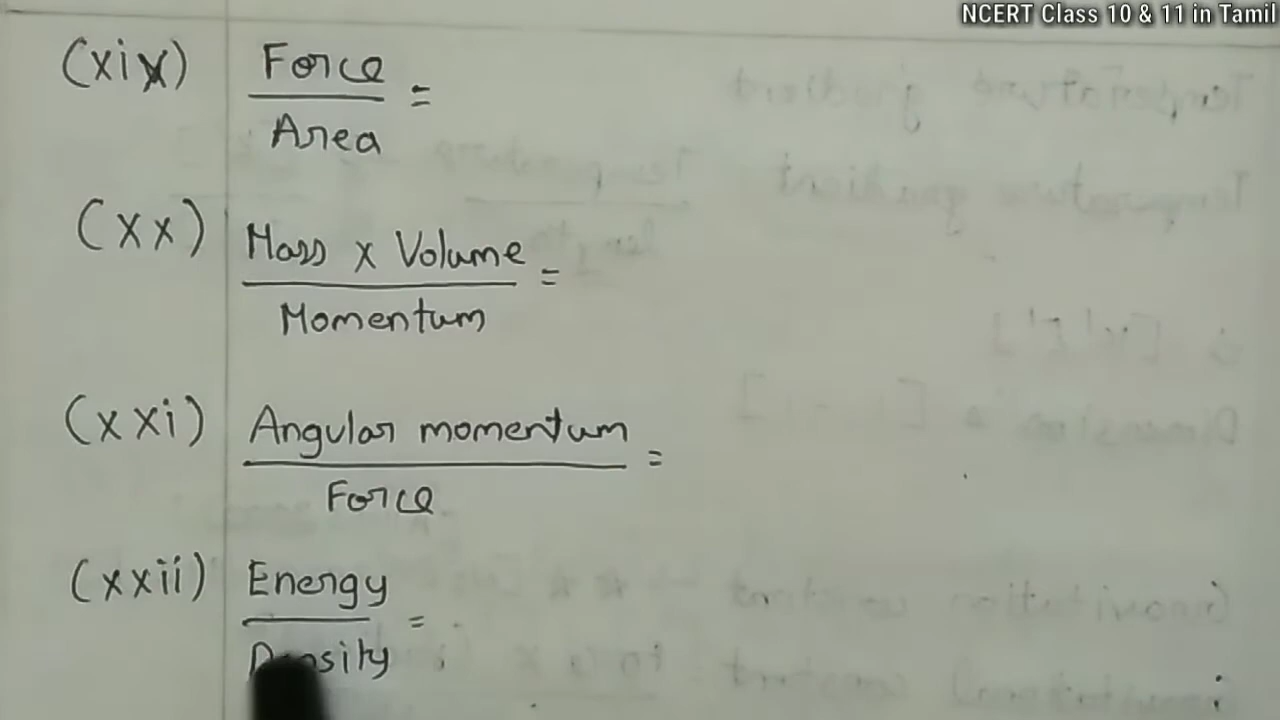 NCERT Class 10 & 11 in Tamil
(xix) Force
Area =
(xx) Mass x Volume
Momentum =
(xxi) Angular momentum
Force =
(xxii) Energy
Density =